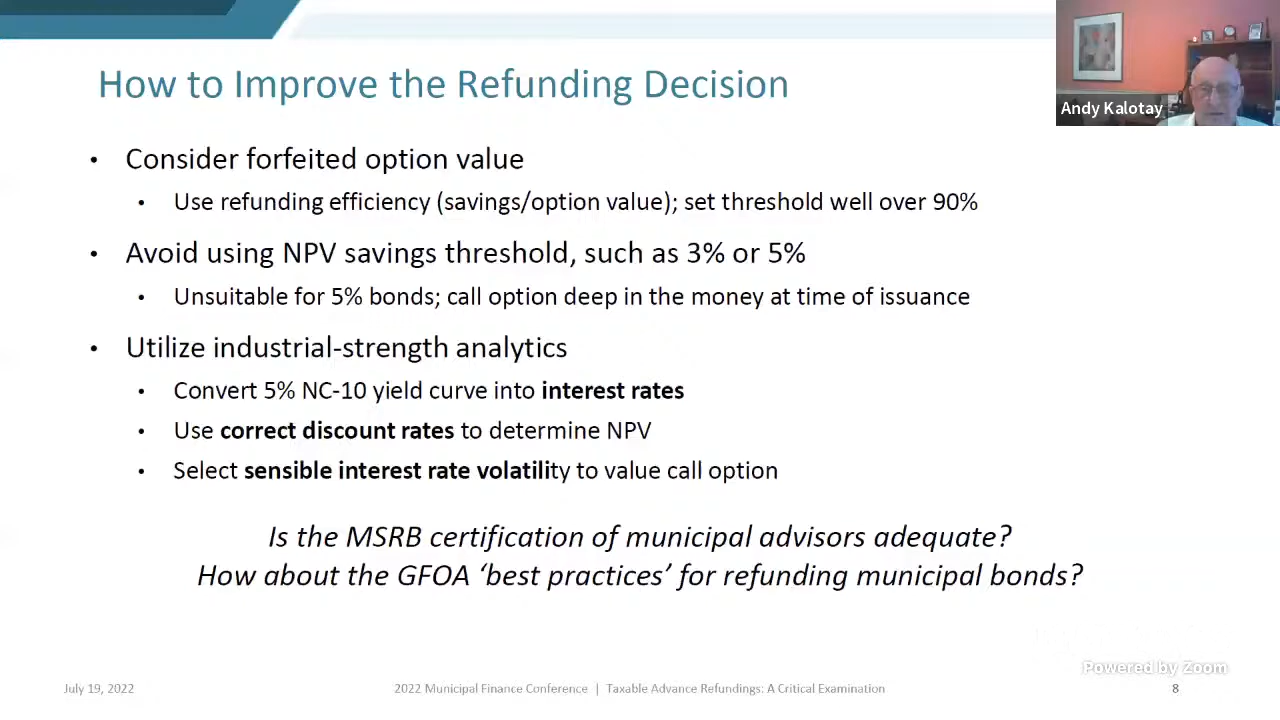 How to Improve the Refunding Decision
Andy Kalotay
• Consider forfeited option value
• Use refunding efficiency (savings/option value); set threshold well over 90%
• Avoid using NPV savings threshold, such as 3% or 5%
• Unsuitable for 5% bonds; call option deep in the money at time of issuance
• Utilize industrial-strength analytics
• Convert 5% NC-10 yield curve into interest rates
• Use correct discount rates to determine NPV
• Select sensible interest rate volatility to value call option
Is the MSRB certification of municipal advisors adequate?
How about the GFOA ‘best practices’ for refunding municipal bonds?
Powered by Zoom
July 19, 2022
2022 Municipal Finance Conference | Taxable Advance Refundings: A Critical Examination
8